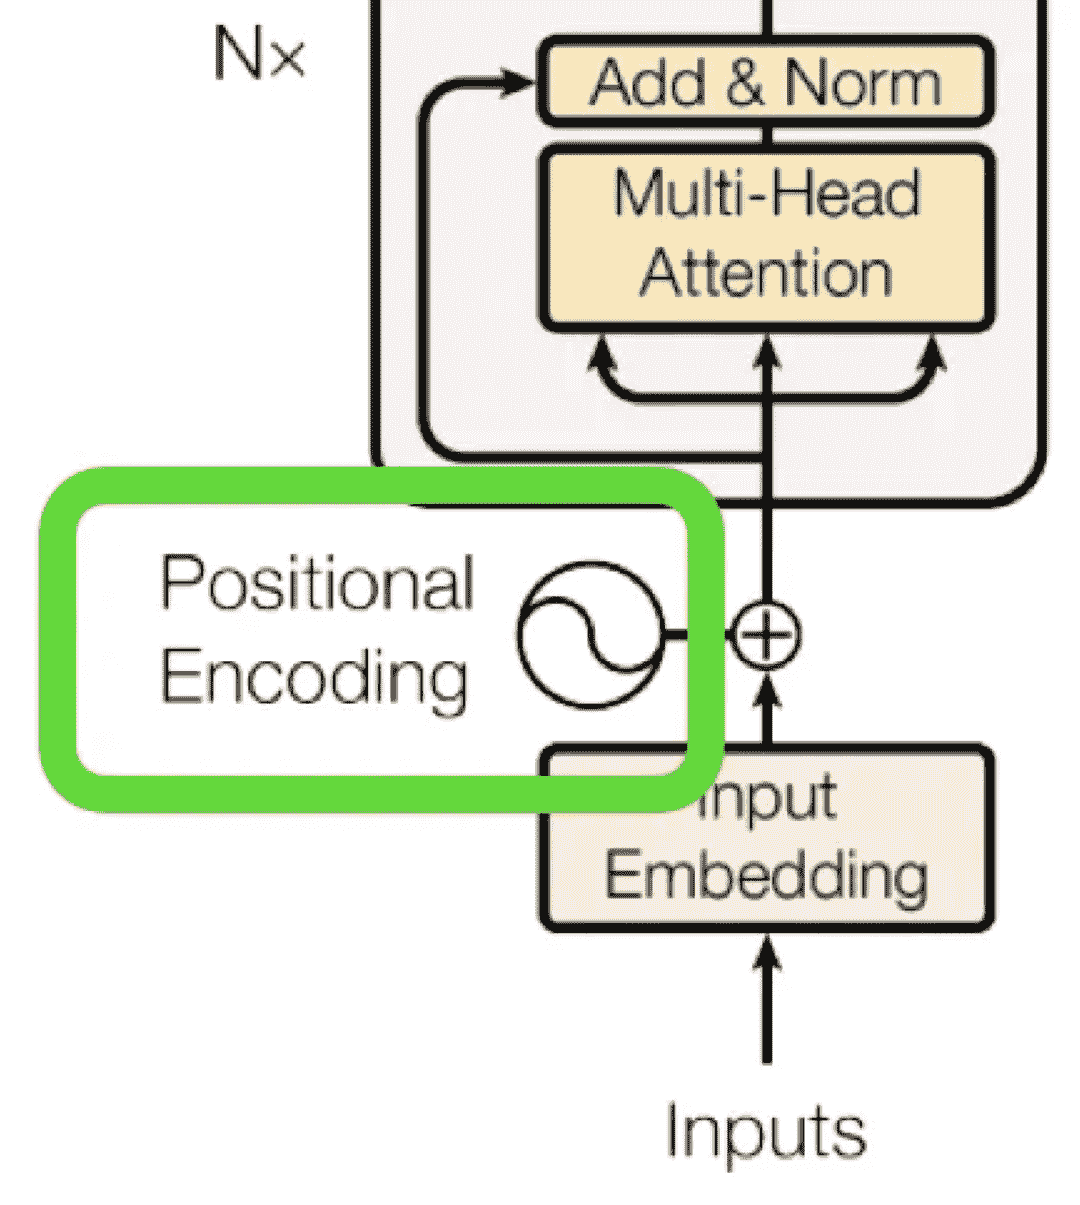 Nx
Add & Norm
Multi-Head
Attention
Positional
Encoding
Input
Embedding
Inputs